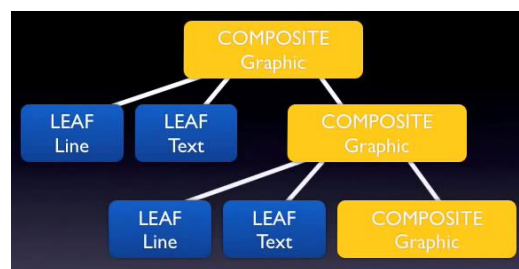 COMPOSITE
Graphic
LEAF
Line
LEAF
Text
COMPOSITE
Graphic
LEAF
Line
LEAF
Text
COMPOSITE
Graphic